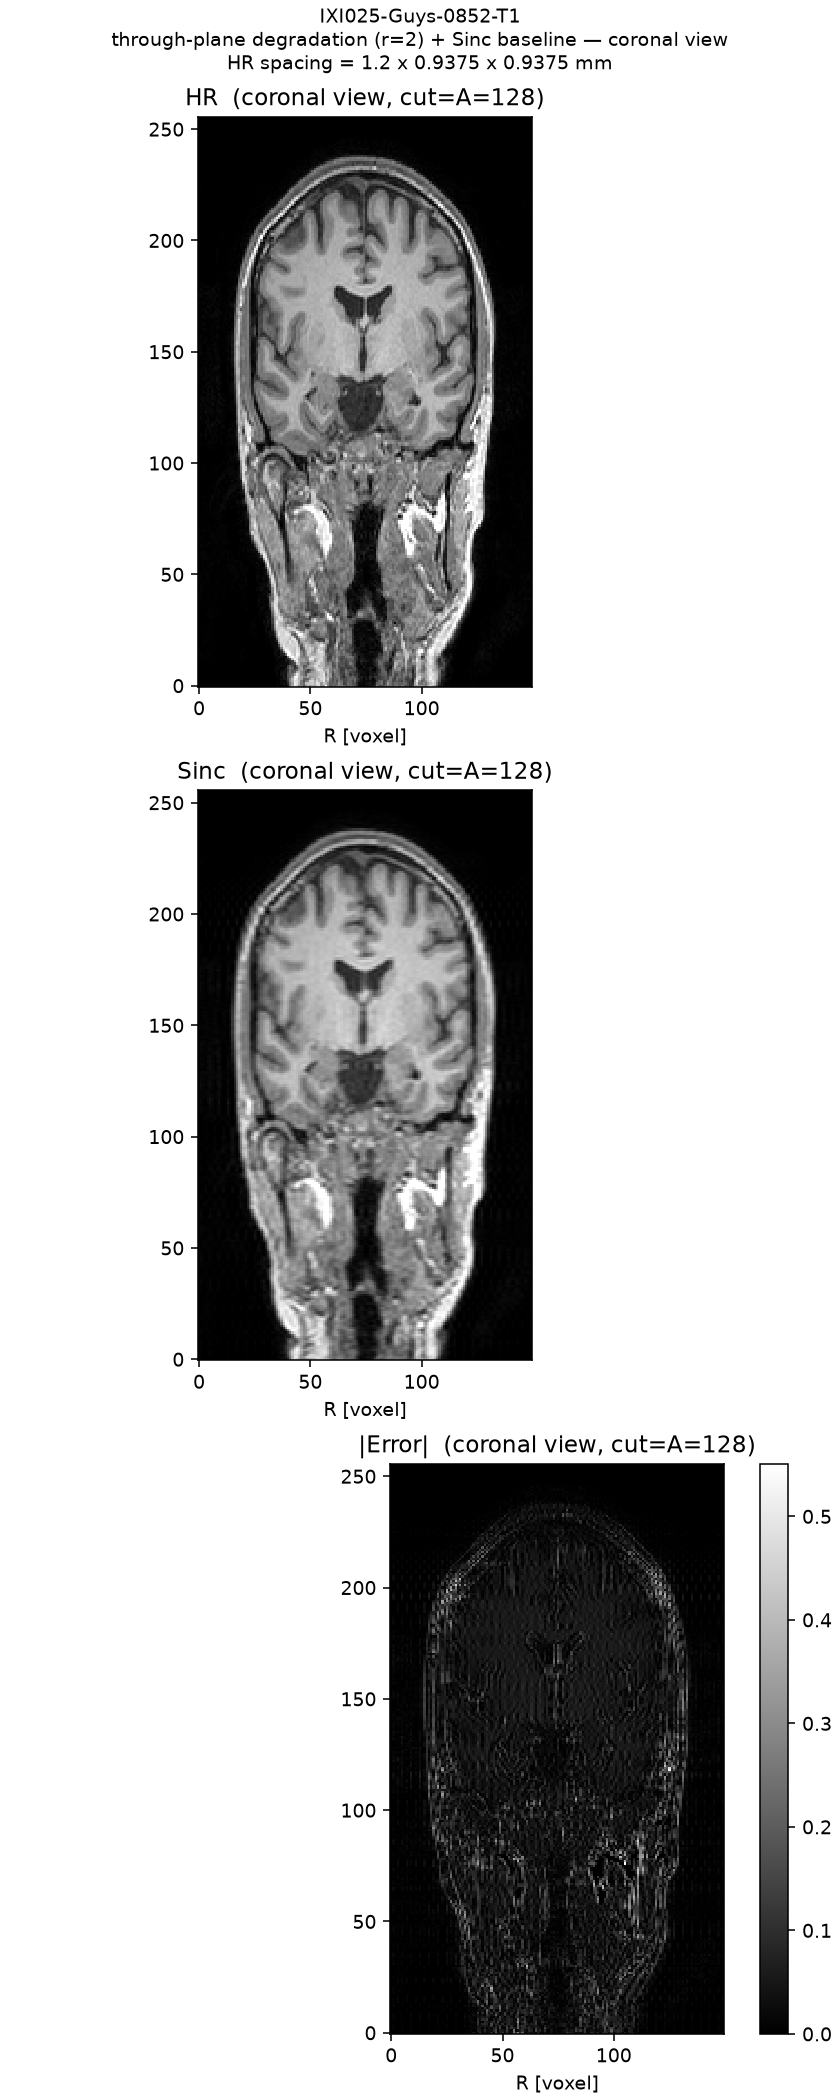 IXI025-Guys-0852-T1
through-plane degradation (r=2) + Sinc baseline — coronal view
HR spacing = 1.2 x 0.9375 x 0.9375 mm
HR (coronal view, cut=A=128)
250
200
150
100
50
0
0 50 100
R [voxel]
Sinc (coronal view, cut=A=128)
250
200
150
100
50
0
0 50 100
R [voxel]
|Error| (coronal view, cut=A=128)
250
200
150
100
50
0
0 50 100
R [voxel]
0.5
0.4
0.3
0.2
0.1
0.0